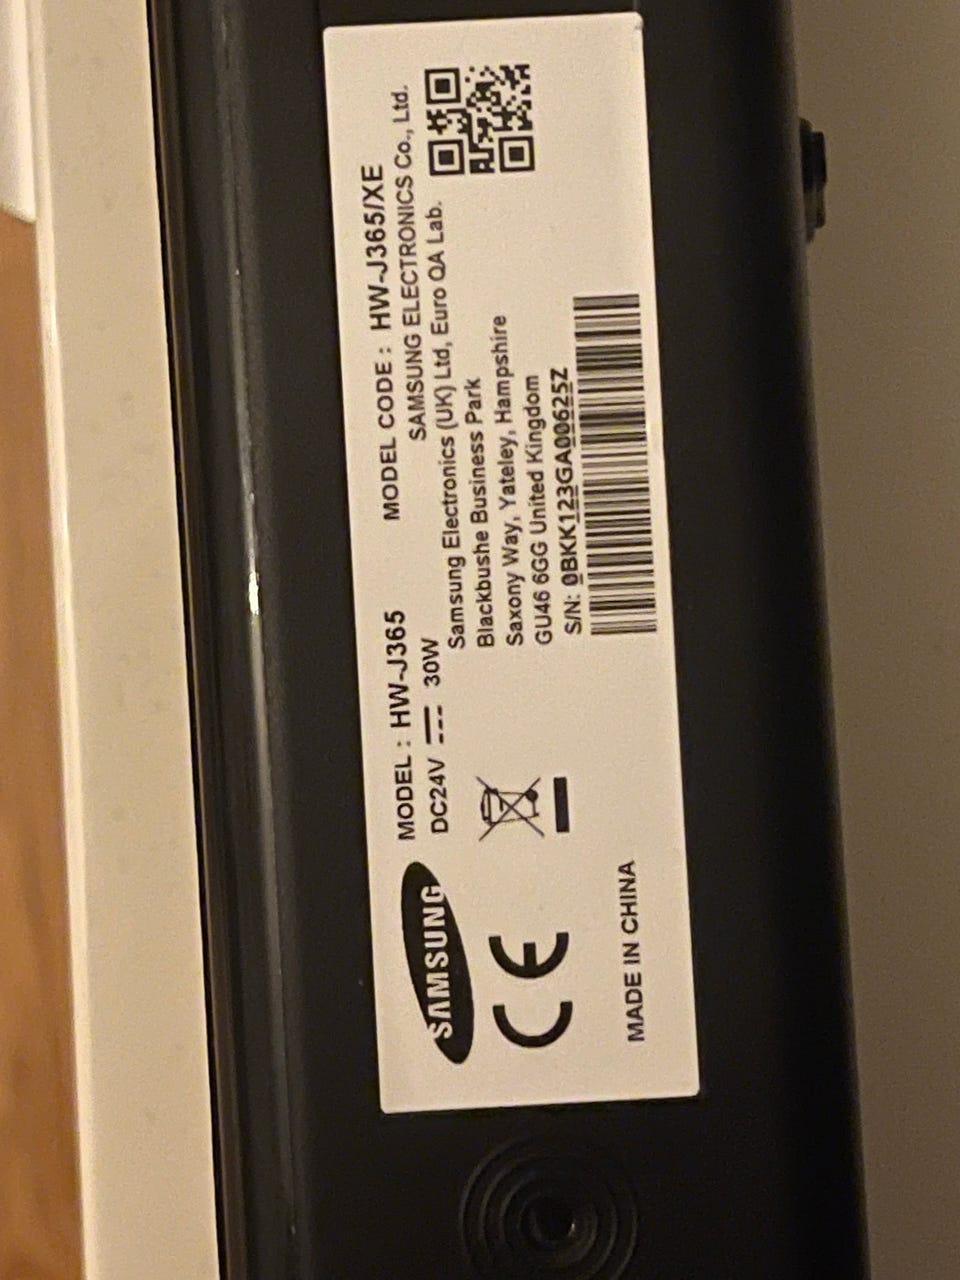 SAMSUNG
MODEL : HW-J365
MODEL CODE : HW-J365/XE
DC24V 30W
SAMSUNG ELECTRONICS Co., Ltd.
Samsung Electronics (UK) Ltd, Euro QA Lab.
Blackbushe Business Park
Saxony Way, Yateley, Hampshire
GU46 6GG United Kingdom
S/N: 0BKK123GA00625Z
CE
MADE IN CHINA